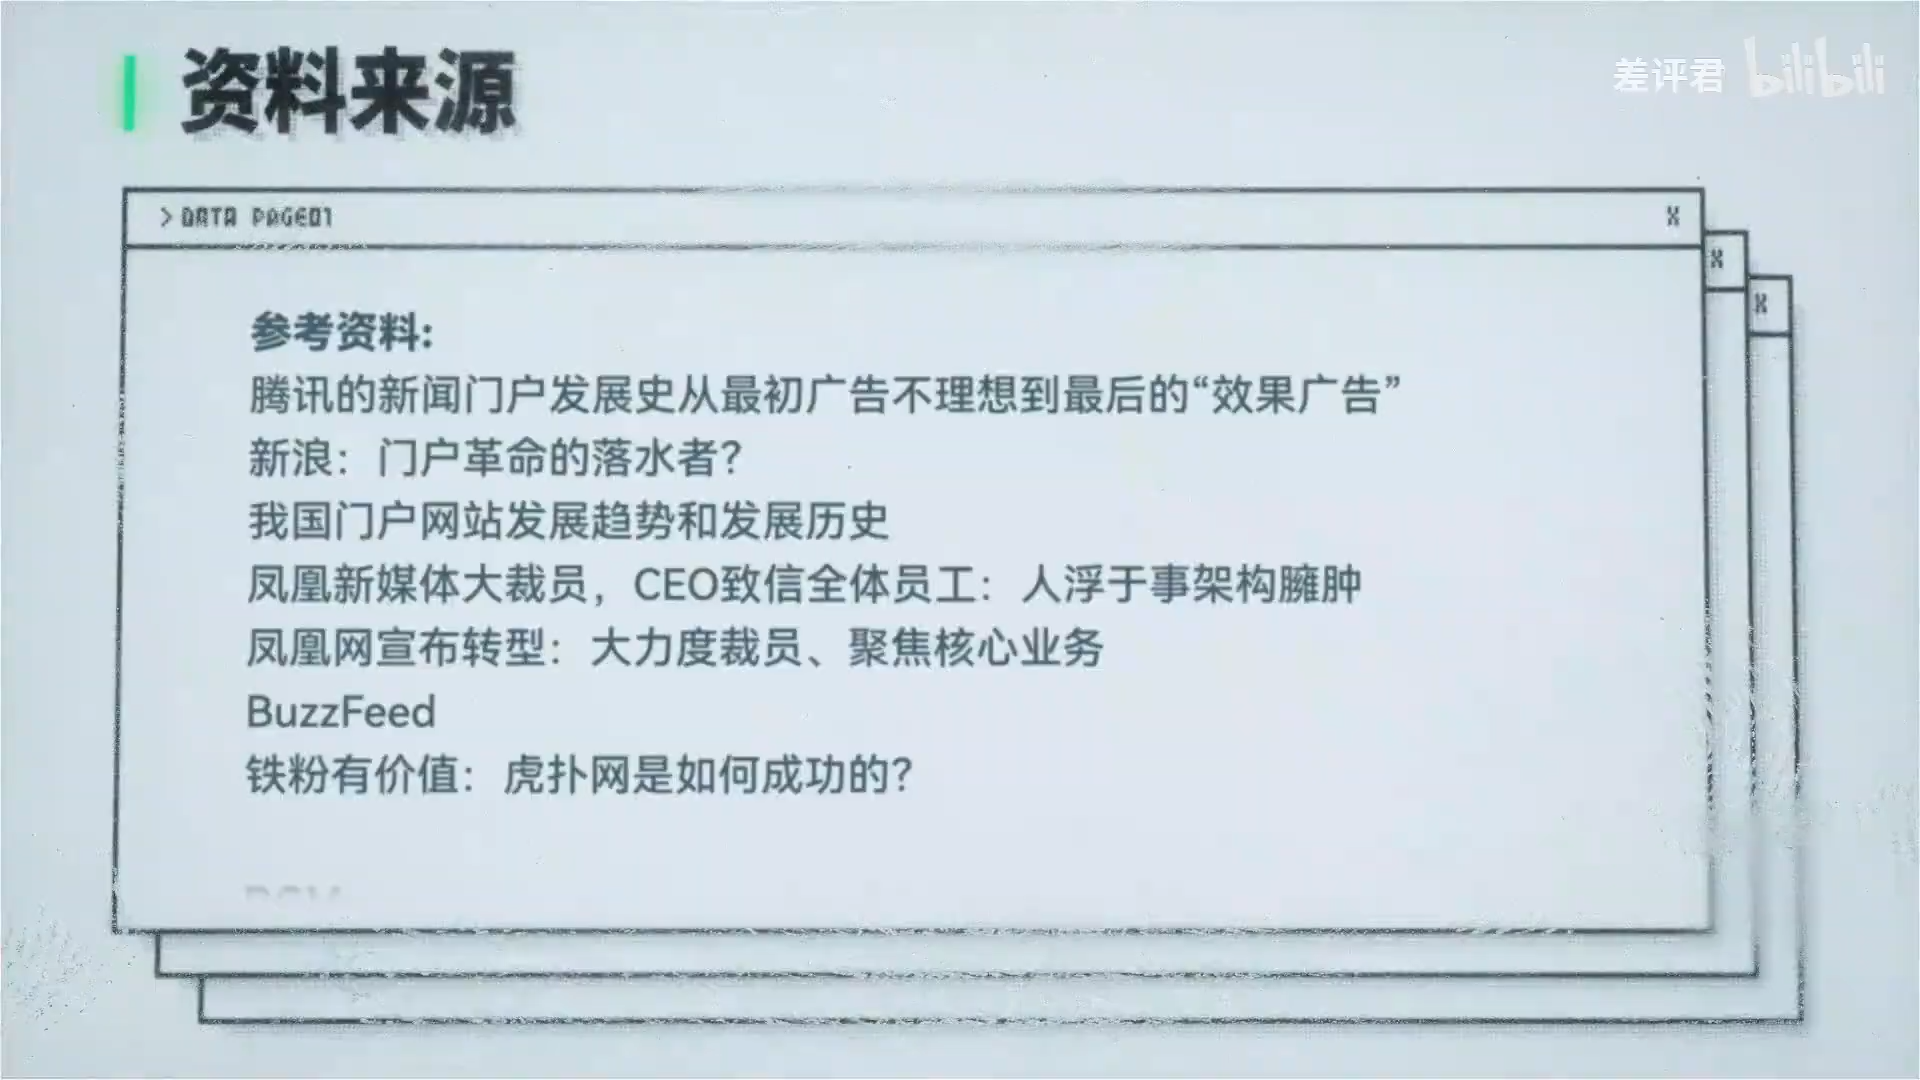 资料来源
差评君 bilibili
>DATA PAGE01
X
X
X
参考资料:
腾讯的新闻门户发展史从最初广告不理想到最后的“效果广告”
新浪：门户革命的落水者?
我国门户网站发展趋势和发展历史
凤凰新媒体大裁员，CEO致信全体员工：人浮于事架构臃肿
凤凰网宣布转型：大力度裁员、聚焦核心业务
BuzzFeed
铁粉有价值：虎扑网是如何成功的?